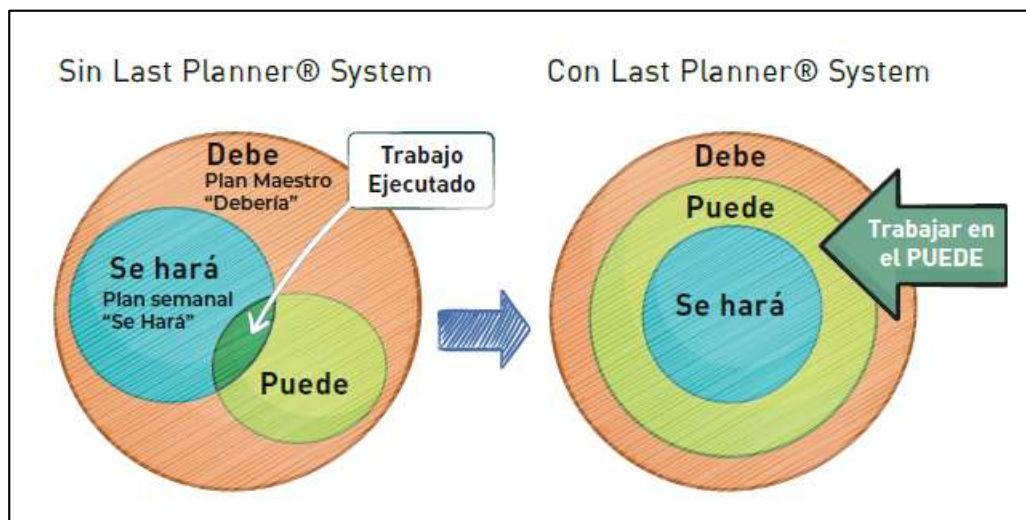 Sin Last Planner® System
Debe
Plan Maestro
“Debería”
Trabajo
Ejecutado
Se hará
Plan semanal
“Se Hará”
Puede
Con Last Planner® System
Debe
Puede
Se hará
Trabajar en
el PUEDE